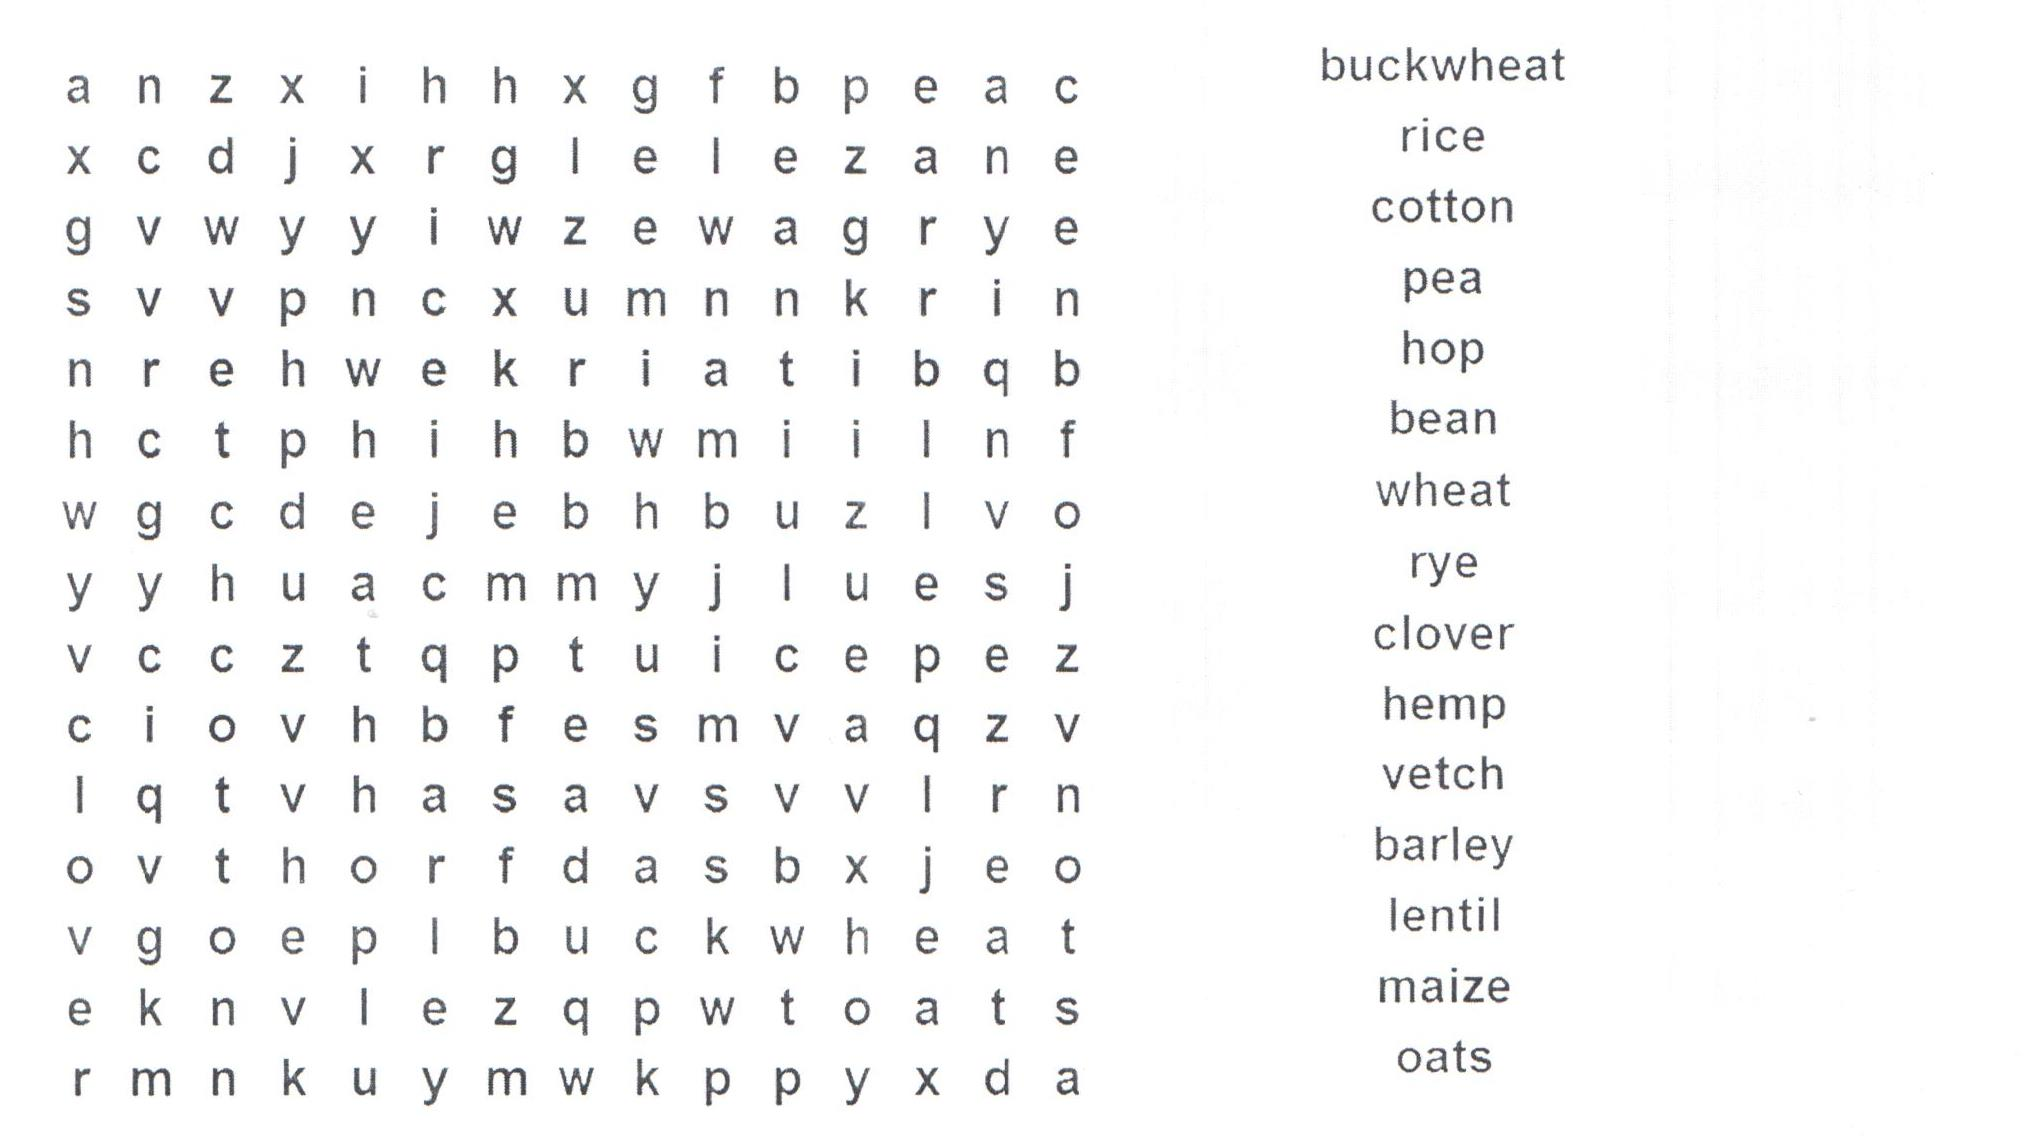 a n z x i h h x g f b p e a c
x c d j x r g l e l e z a n e
g v w y y i w z e w a g r y e
s v v p n c x u m n n k r i n
n r e h w e k r i a t i b q b
h c t p h i h b w m i i l n f
w g c d e j e b h b u z l v o
y y h u a c m m y j l u e s j
v c c z t q p t u i c e p e z
c i o v h b f e s m v a q z v
l q t v h a s a v s v v l r n
o v t h o r f d a s b x j e o
v g o e p l b u c k w h e a t
e k n v l e z q p w t o a t s
r m n k u y m w k p p y x d a
buckwheat
rice
cotton
pea
hop
bean
wheat
rye
clover
hemp
vetch
barley
lentil
maize
oats